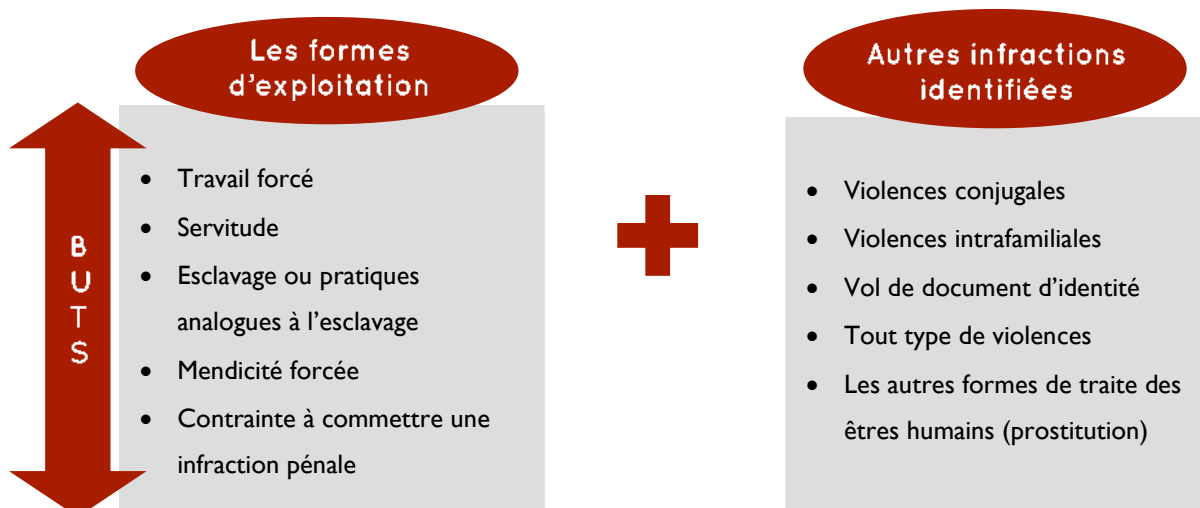 Les formes
d'exploitation
BUTS
• Travail forcé
• Servitude
• Esclavage ou pratiques
analogues à l'esclavage
• Mendicité forcée
• Contrainte à commettre une
infraction pénale
Autres infractions
identifiées
• Violences conjugales
• Violences intrafamiliales
• Vol de document d'identité
• Tout type de violences
• Les autres formes de traite des
êtres humains (prostitution)